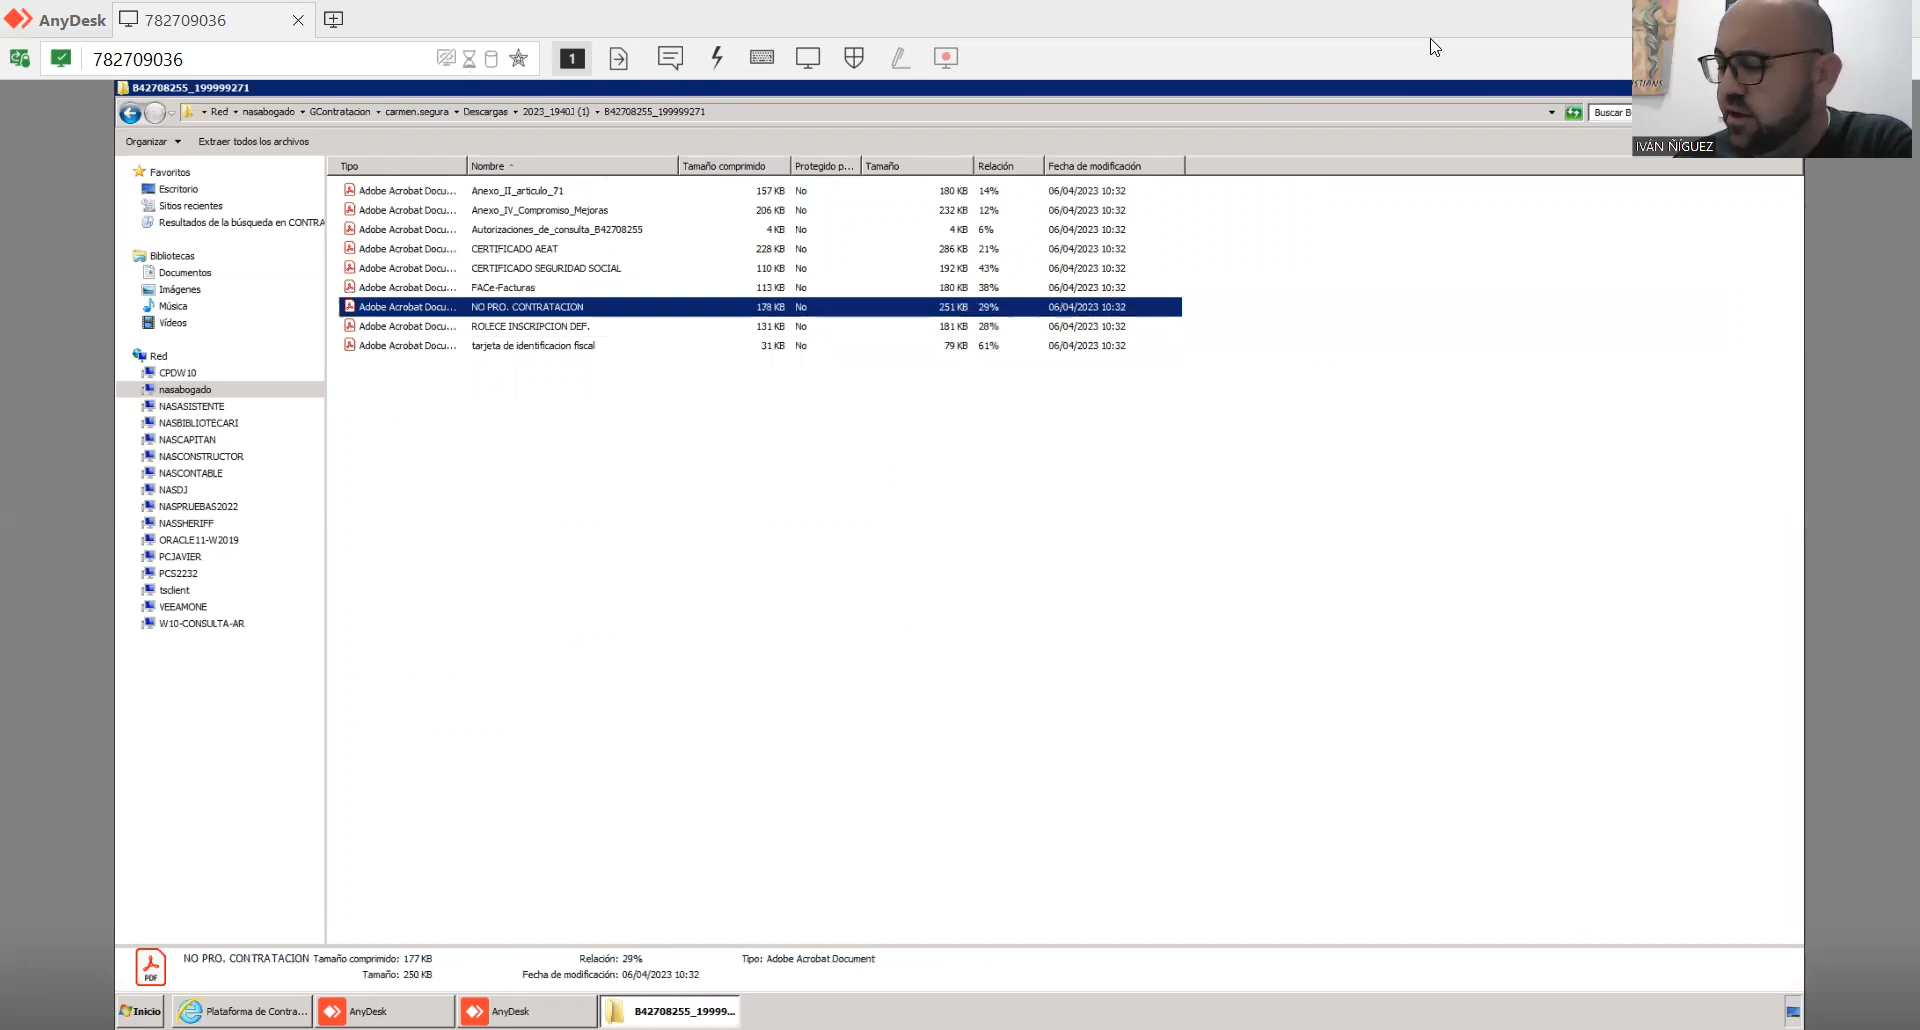 AnyDesk 782709036
782709036 1
B42708255_199999271
Red nasabogado GContratacion carmen.segura Descargas 2023_1940J (1) B42708255_199999271 Buscar B
Organizar Extraer todos los archivos
STIANS
IVÁN ÑÍGUEZ
Favoritos
Escritorio
Sitios recientes
Resultados de la búsqueda en CONTRA
Bibliotecas
Documentos
Imágenes
Música
Vídeos
Red
CPDW10
nasabogado
NASASISTENTE
NASBIBLIOTECARI
NASCAPITAN
NASCONSTRUCTOR
NASCONTABLE
NASDJ
NASPRUEBAS2022
NASSHERIFF
ORACLE11-W2019
PCJAVIER
PCS2232
tsclient
VEEAMONE
W10-CONSULTA-AR
Tipo Nombre Tamaño comprimido Protegido p... Tamaño Relación Fecha de modificación
Adobe Acrobat Docu... Anexo_II_articulo_71 157 KB No 180 KB 14% 06/04/2023 10:32
Adobe Acrobat Docu... Anexo_IV_Compromiso_Mejoras 206 KB No 232 KB 12% 06/04/2023 10:32
Adobe Acrobat Docu... Autorizaciones_de_consulta_B42708255 4 KB No 4 KB 6% 06/04/2023 10:32
Adobe Acrobat Docu... CERTIFICADO AEAT 228 KB No 286 KB 21% 06/04/2023 10:32
Adobe Acrobat Docu... CERTIFICADO SEGURIDAD SOCIAL 110 KB No 192 KB 43% 06/04/2023 10:32
Adobe Acrobat Docu... FACe-Facturas 113 KB No 180 KB 38% 06/04/2023 10:32
Adobe Acrobat Docu... NO PRO. CONTRATACION 178 KB No 251 KB 29% 06/04/2023 10:32
Adobe Acrobat Docu... ROLECE INSCRIPCION DEF. 131 KB No 181 KB 28% 06/04/2023 10:32
Adobe Acrobat Docu... tarjeta de identificacion fiscal 31 KB No 79 KB 61% 06/04/2023 10:32
PDF
NO PRO. CONTRATACION Tamaño comprimido: 177 KB Relación: 29% Tipo: Adobe Acrobat Document
Tamaño: 250 KB Fecha de modificación: 06/04/2023 10:32
Inicio Plataforma de Contra... AnyDesk AnyDesk B42708255_19999...